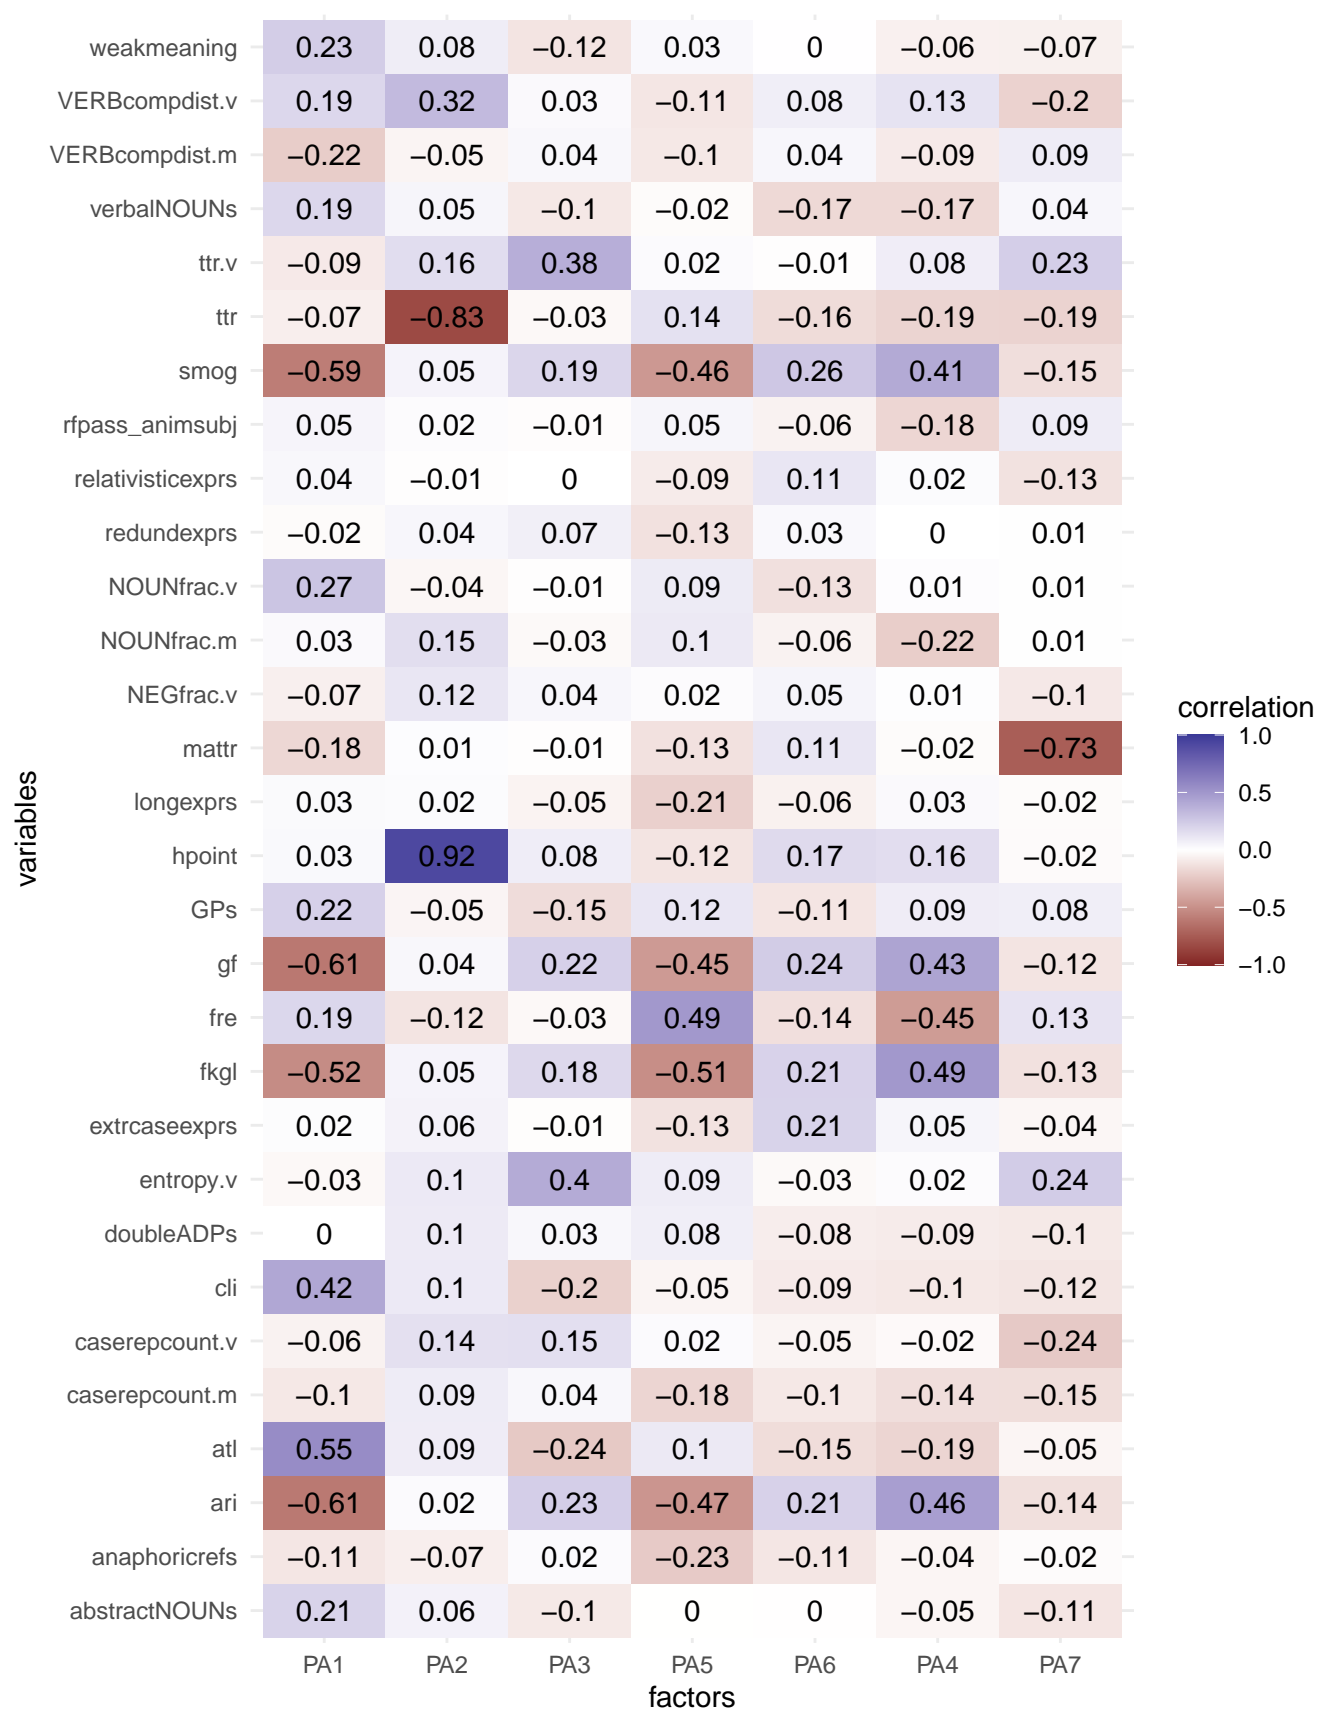 weakmeaning 0.23 0.08 −0.12 0.03 0 −0.06 −0.07
VERBcompdist.v 0.19 0.32 0.03 −0.11 0.08 0.13 −0.2
VERBcompdist.m −0.22 −0.05 0.04 −0.1 0.04 −0.09 0.09
verbalNOUNs 0.19 0.05 −0.1 −0.02 −0.17 −0.17 0.04
ttr.v −0.09 0.16 0.38 0.02 −0.01 0.08 0.23
ttr −0.07 −0.83 −0.03 0.14 −0.16 −0.19 −0.19
smog −0.59 0.05 0.19 −0.46 0.26 0.41 −0.15
rfpass_animsubj 0.05 0.02 −0.01 0.05 −0.06 −0.18 0.09
relativisticexprs 0.04 −0.01 0 −0.09 0.11 0.02 −0.13
redundexprs −0.02 0.04 0.07 −0.13 0.03 0 0.01
NOUNfrac.v 0.27 −0.04 −0.01 0.09 −0.13 0.01 0.01
NOUNfrac.m 0.03 0.15 −0.03 0.1 −0.06 −0.22 0.01
NEGfrac.v −0.07 0.12 0.04 0.02 0.05 0.01 −0.1
mattr −0.18 0.01 −0.01 −0.13 0.11 −0.02 −0.73
longexprs 0.03 0.02 −0.05 −0.21 −0.06 0.03 −0.02
hpoint 0.03 0.92 0.08 −0.12 0.17 0.16 −0.02
GPs 0.22 −0.05 −0.15 0.12 −0.11 0.09 0.08
gf −0.61 0.04 0.22 −0.45 0.24 0.43 −0.12
fre 0.19 −0.12 −0.03 0.49 −0.14 −0.45 0.13
fkgl −0.52 0.05 0.18 −0.51 0.21 0.49 −0.13
extrcaseexprs 0.02 0.06 −0.01 −0.13 0.21 0.05 −0.04
entropy.v −0.03 0.1 0.4 0.09 −0.03 0.02 0.24
doubleADPs 0 0.1 0.03 0.08 −0.08 −0.09 −0.1
cli 0.42 0.1 −0.2 −0.05 −0.09 −0.1 −0.12
caserepcount.v −0.06 0.14 0.15 0.02 −0.05 −0.02 −0.24
caserepcount.m −0.1 0.09 0.04 −0.18 −0.1 −0.14 −0.15
atl 0.55 0.09 −0.24 0.1 −0.15 −0.19 −0.05
ari −0.61 0.02 0.23 −0.47 0.21 0.46 −0.14
anaphoricrefs −0.11 −0.07 0.02 −0.23 −0.11 −0.04 −0.02
abstractNOUNs 0.21 0.06 −0.1 0 0 −0.05 −0.11
PA1 PA2 PA3 PA5 PA6 PA4 PA7
factors
variables
correlation
1.0
0.5
0.0
−0.5
−1.0